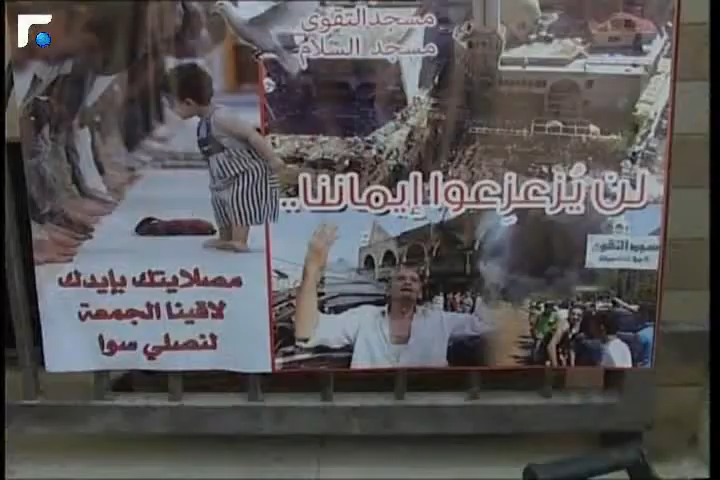 مسجد التقوى
مسجد السلام
لن يُزعزعوا إيماننا..
مسجد التقوى
مصلايتك بإيدك
لاقينا الجمعة
لنصلي سوا